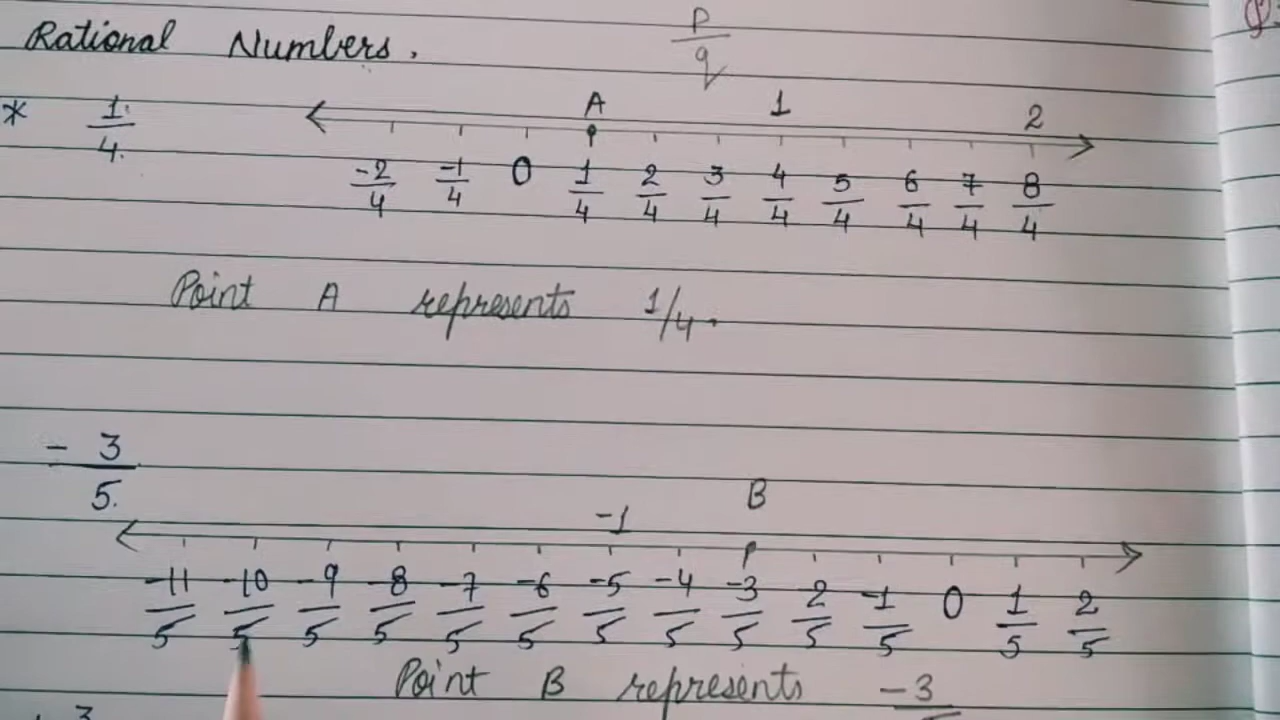 Rational Numbers. p/q
* 1/4.
A 1 2
-2/4 -1/4 0 1/4 2/4 3/4 4/4 5/4 6/4 7/4 8/4
Point A represents 1/4.
- 3/5.
-1 B
-11/5 -10/5 -9/5 -8/5 -7/5 -6/5 -5/5 -4/5 -3/5 2/5 -1/5 0 1/5 2/5
Point B represents -3
3